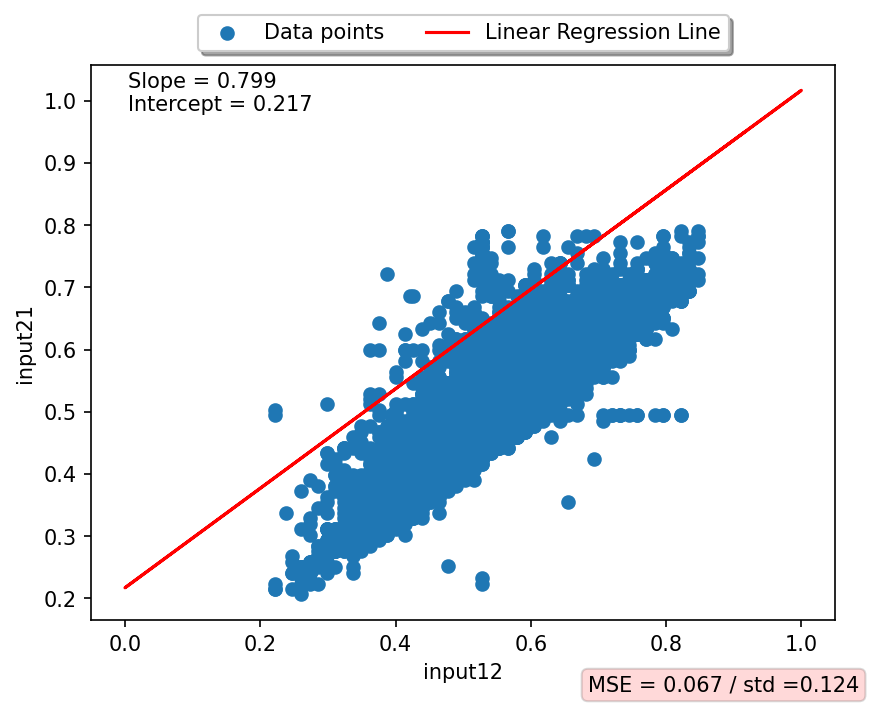 Data points
Linear Regression Line
Slope = 0.799
Intercept = 0.217
1.0
0.9
0.8
0.7
0.6
0.5
0.4
0.3
0.2
input21
0.0 0.2 0.4 0.6 0.8 1.0
input12
MSE = 0.067 / std =0.124